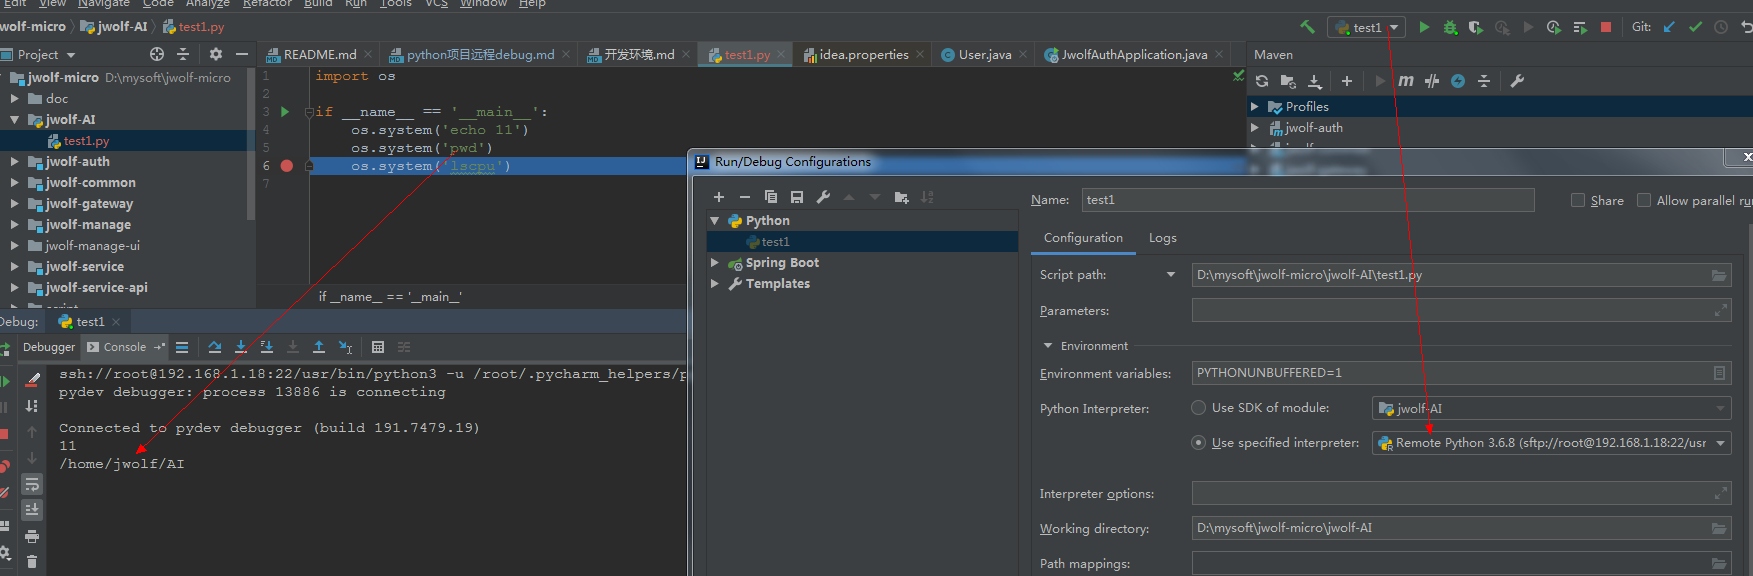 Edit View Navigate Code Analyze Refactor Build Run Tools VCS Window Help
wolf-micro jwolf-AI test1.py
test1 Git:
Project
README.md python项目远程debug.md 开发环境.md test1.py idea.properties User.java JwolfAuthApplication.java
Maven
jwolf-micro D:\mysoft\jwolf-micro
doc
jwolf-AI
test1.py
jwolf-auth
jwolf-common
jwolf-gateway
jwolf-manage
jwolf-manage-ui
jwolf-service
jwolf-service-api
script
1 import os
2
3 if __name__ == '__main__':
4 os.system('echo 11')
5 os.system('pwd')
6 os.system('lscpu')
7
if __name__ == '__main__'
Profiles
jwolf-auth
jwolf-common
jwolf-gateway
Debug: test1
Debugger Console
ssh://root@192.168.1.18:22/usr/bin/python3 -u /root/.pycharm_helpers/p
pydev debugger: process 13886 is connecting
Connected to pydev debugger (build 191.7479.19)
11
/home/jwolf/AI
Run/Debug Configurations
Python
test1
Spring Boot
Templates
Name: test1 Share Allow parallel ru
Configuration Logs
Script path: D:\mysoft\jwolf-micro\jwolf-AI\test1.py
Parameters:
Environment
Environment variables: PYTHONUNBUFFERED=1
Python Interpreter: Use SDK of module: jwolf-AI
Use specified interpreter: Remote Python 3.6.8 (sftp://root@192.168.1.18:22/usr
Interpreter options:
Working directory: D:\mysoft\jwolf-micro\jwolf-AI
Path mappings: